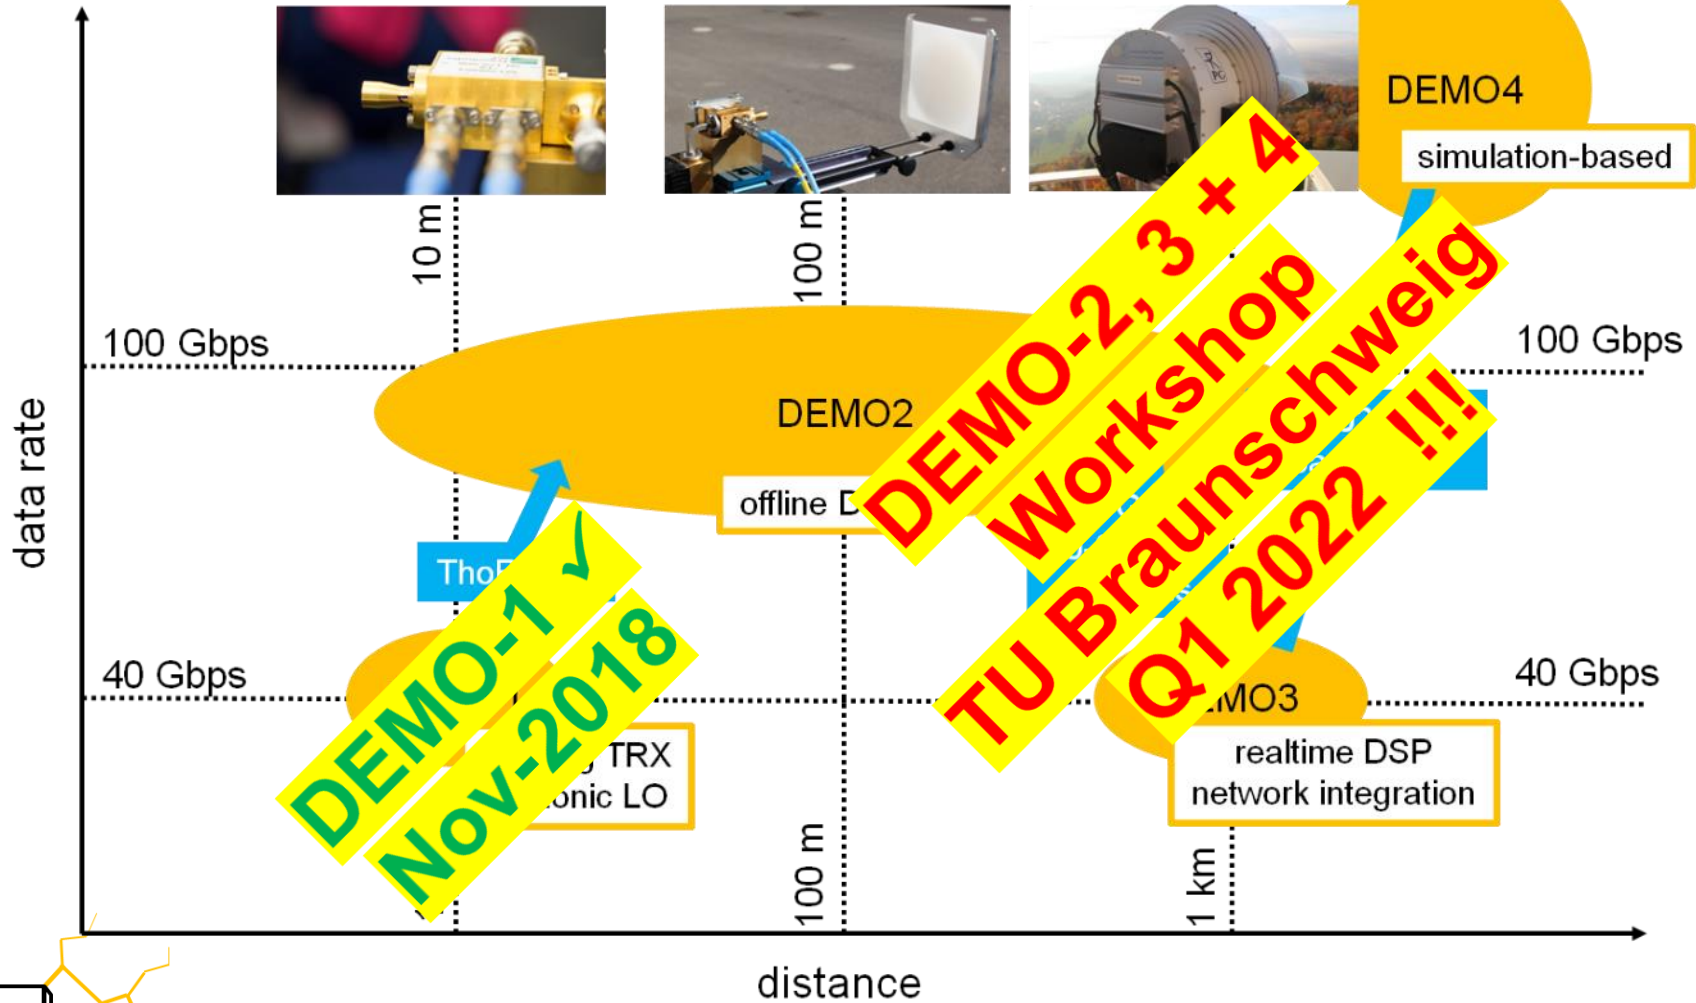 DEMO4
simulation-based
10 m
100 m
100 Gbps
100 Gbps
data rate
DEMO2
offline
DEMO-2, 3 + 4
Workshop
TU Braunschweig
Q1 2022 !!!
DEMO-1 ✓
Nov-2018
40 Gbps
40 Gbps
TRX
LO
realtime DSP
network integration
100 m
1 km
distance